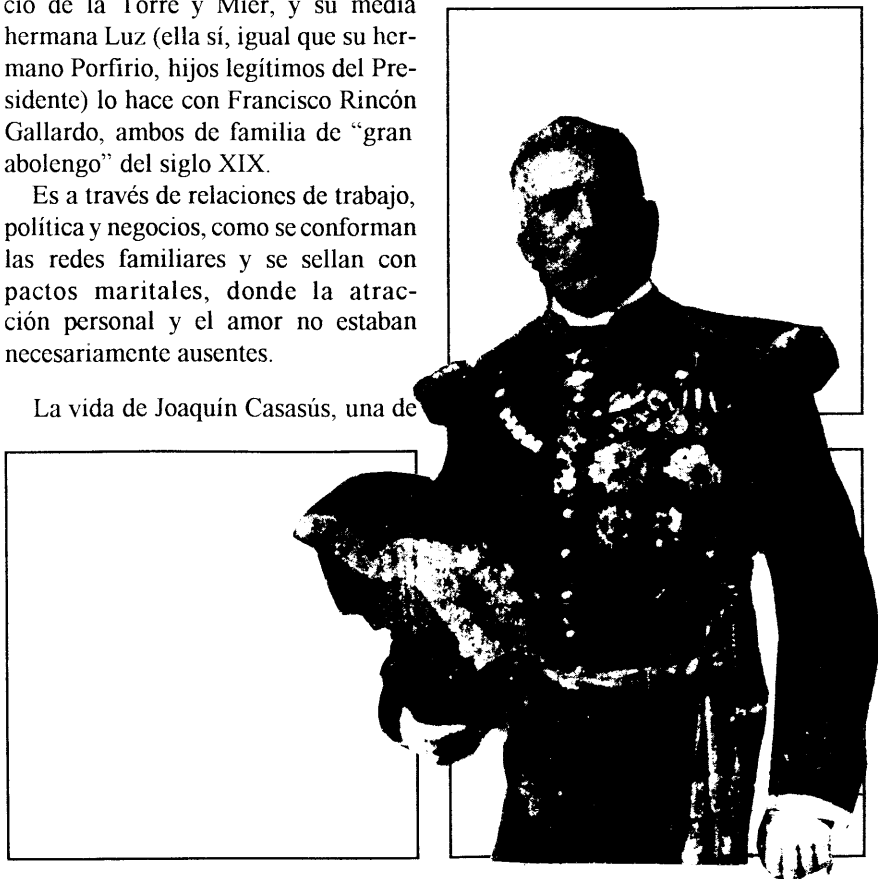 cio de la Torre y Mier, y su media
hermana Luz (ella sí, igual que su her-
mano Porfirio, hijos legítimos del Pre-
sidente) lo hace con Francisco Rincón
Gallardo, ambos de familia de “gran
abolengo” del siglo XIX.
Es a través de relaciones de trabajo,
política y negocios, como se conforman
las redes familiares y se sellan con
pactos maritales, donde la atrac-
ción personal y el amor no estaban
necesariamente ausentes.
La vida de Joaquín Casasús, una de